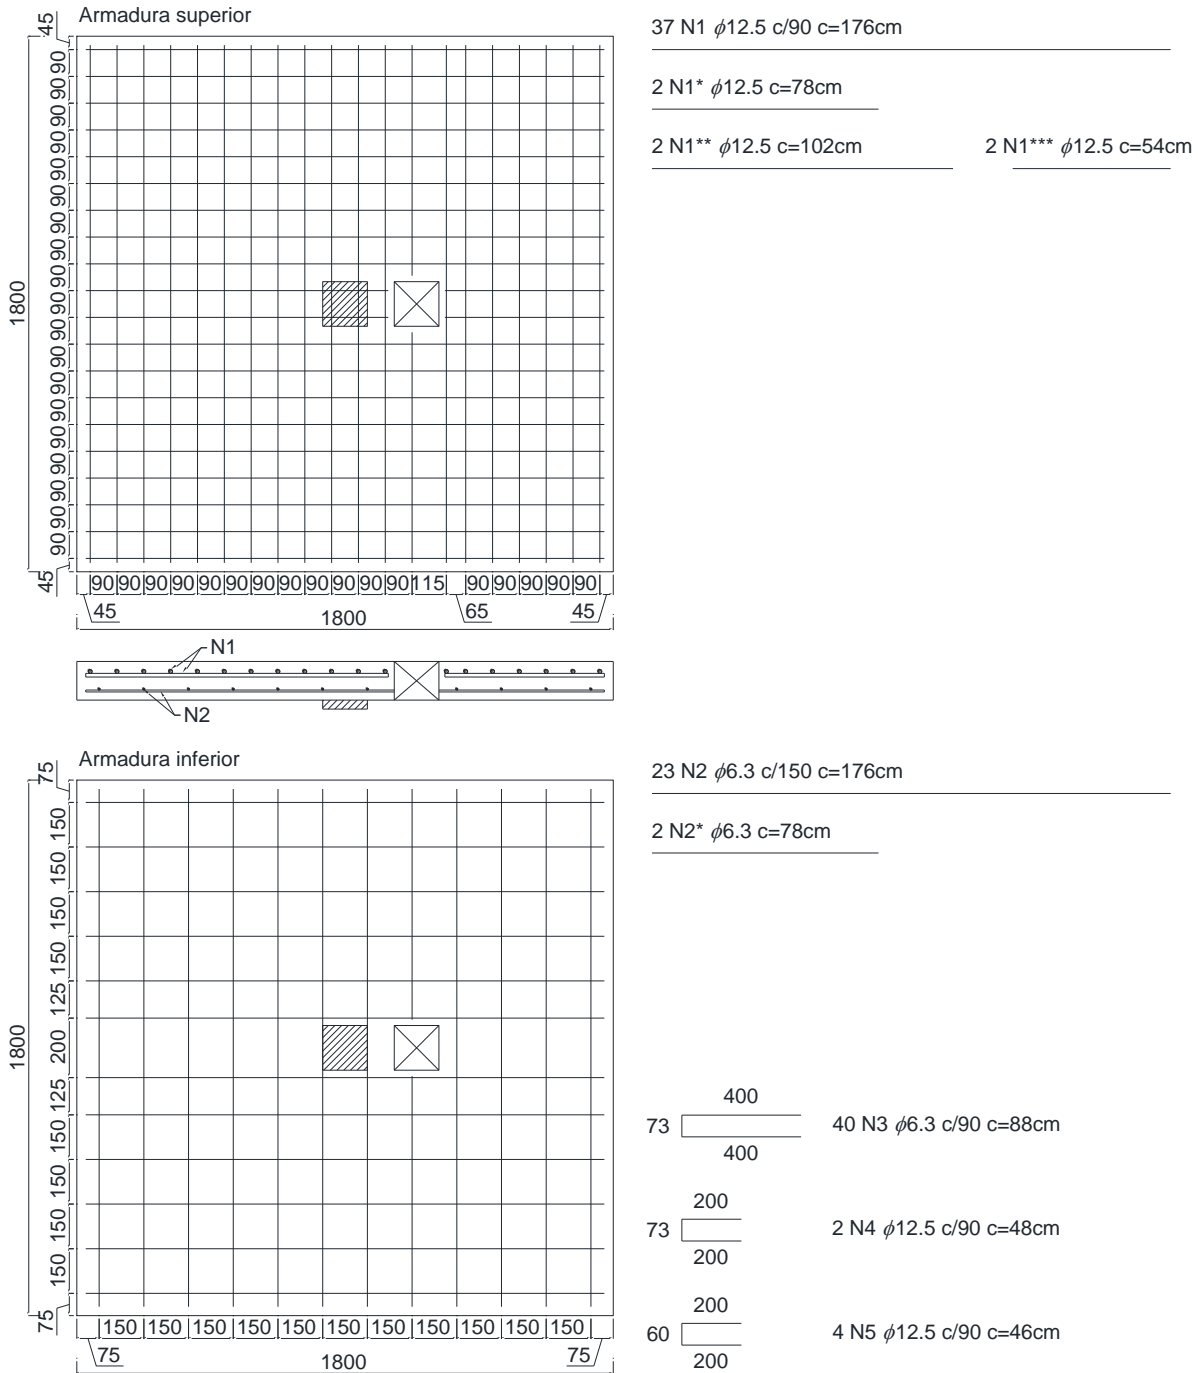 Armadura superior
45
90 90 90 90 90 90 90 90 90 90 90 90 90 90 90 90 90 90 90
45
1800
90 90 90 90 90 90 90 90 90 90 90 90 115 90 90 90 90 90
45 1800 65 45
37 N1 ϕ12.5 c/90 c=176cm
2 N1* ϕ12.5 c=78cm
2 N1** ϕ12.5 c=102cm
2 N1*** ϕ12.5 c=54cm
N1
N2
Armadura inferior
75
150 150 150 150 125 200 125 150 150 150 150
75
1800
150 150 150 150 150 150 150 150 150 150 150
75 1800 75
23 N2 ϕ6.3 c/150 c=176cm
2 N2* ϕ6.3 c=78cm
400
73
40 N3 ϕ6.3 c/90 c=88cm
400
200
73
2 N4 ϕ12.5 c/90 c=48cm
200
200
60
4 N5 ϕ12.5 c/90 c=46cm
200